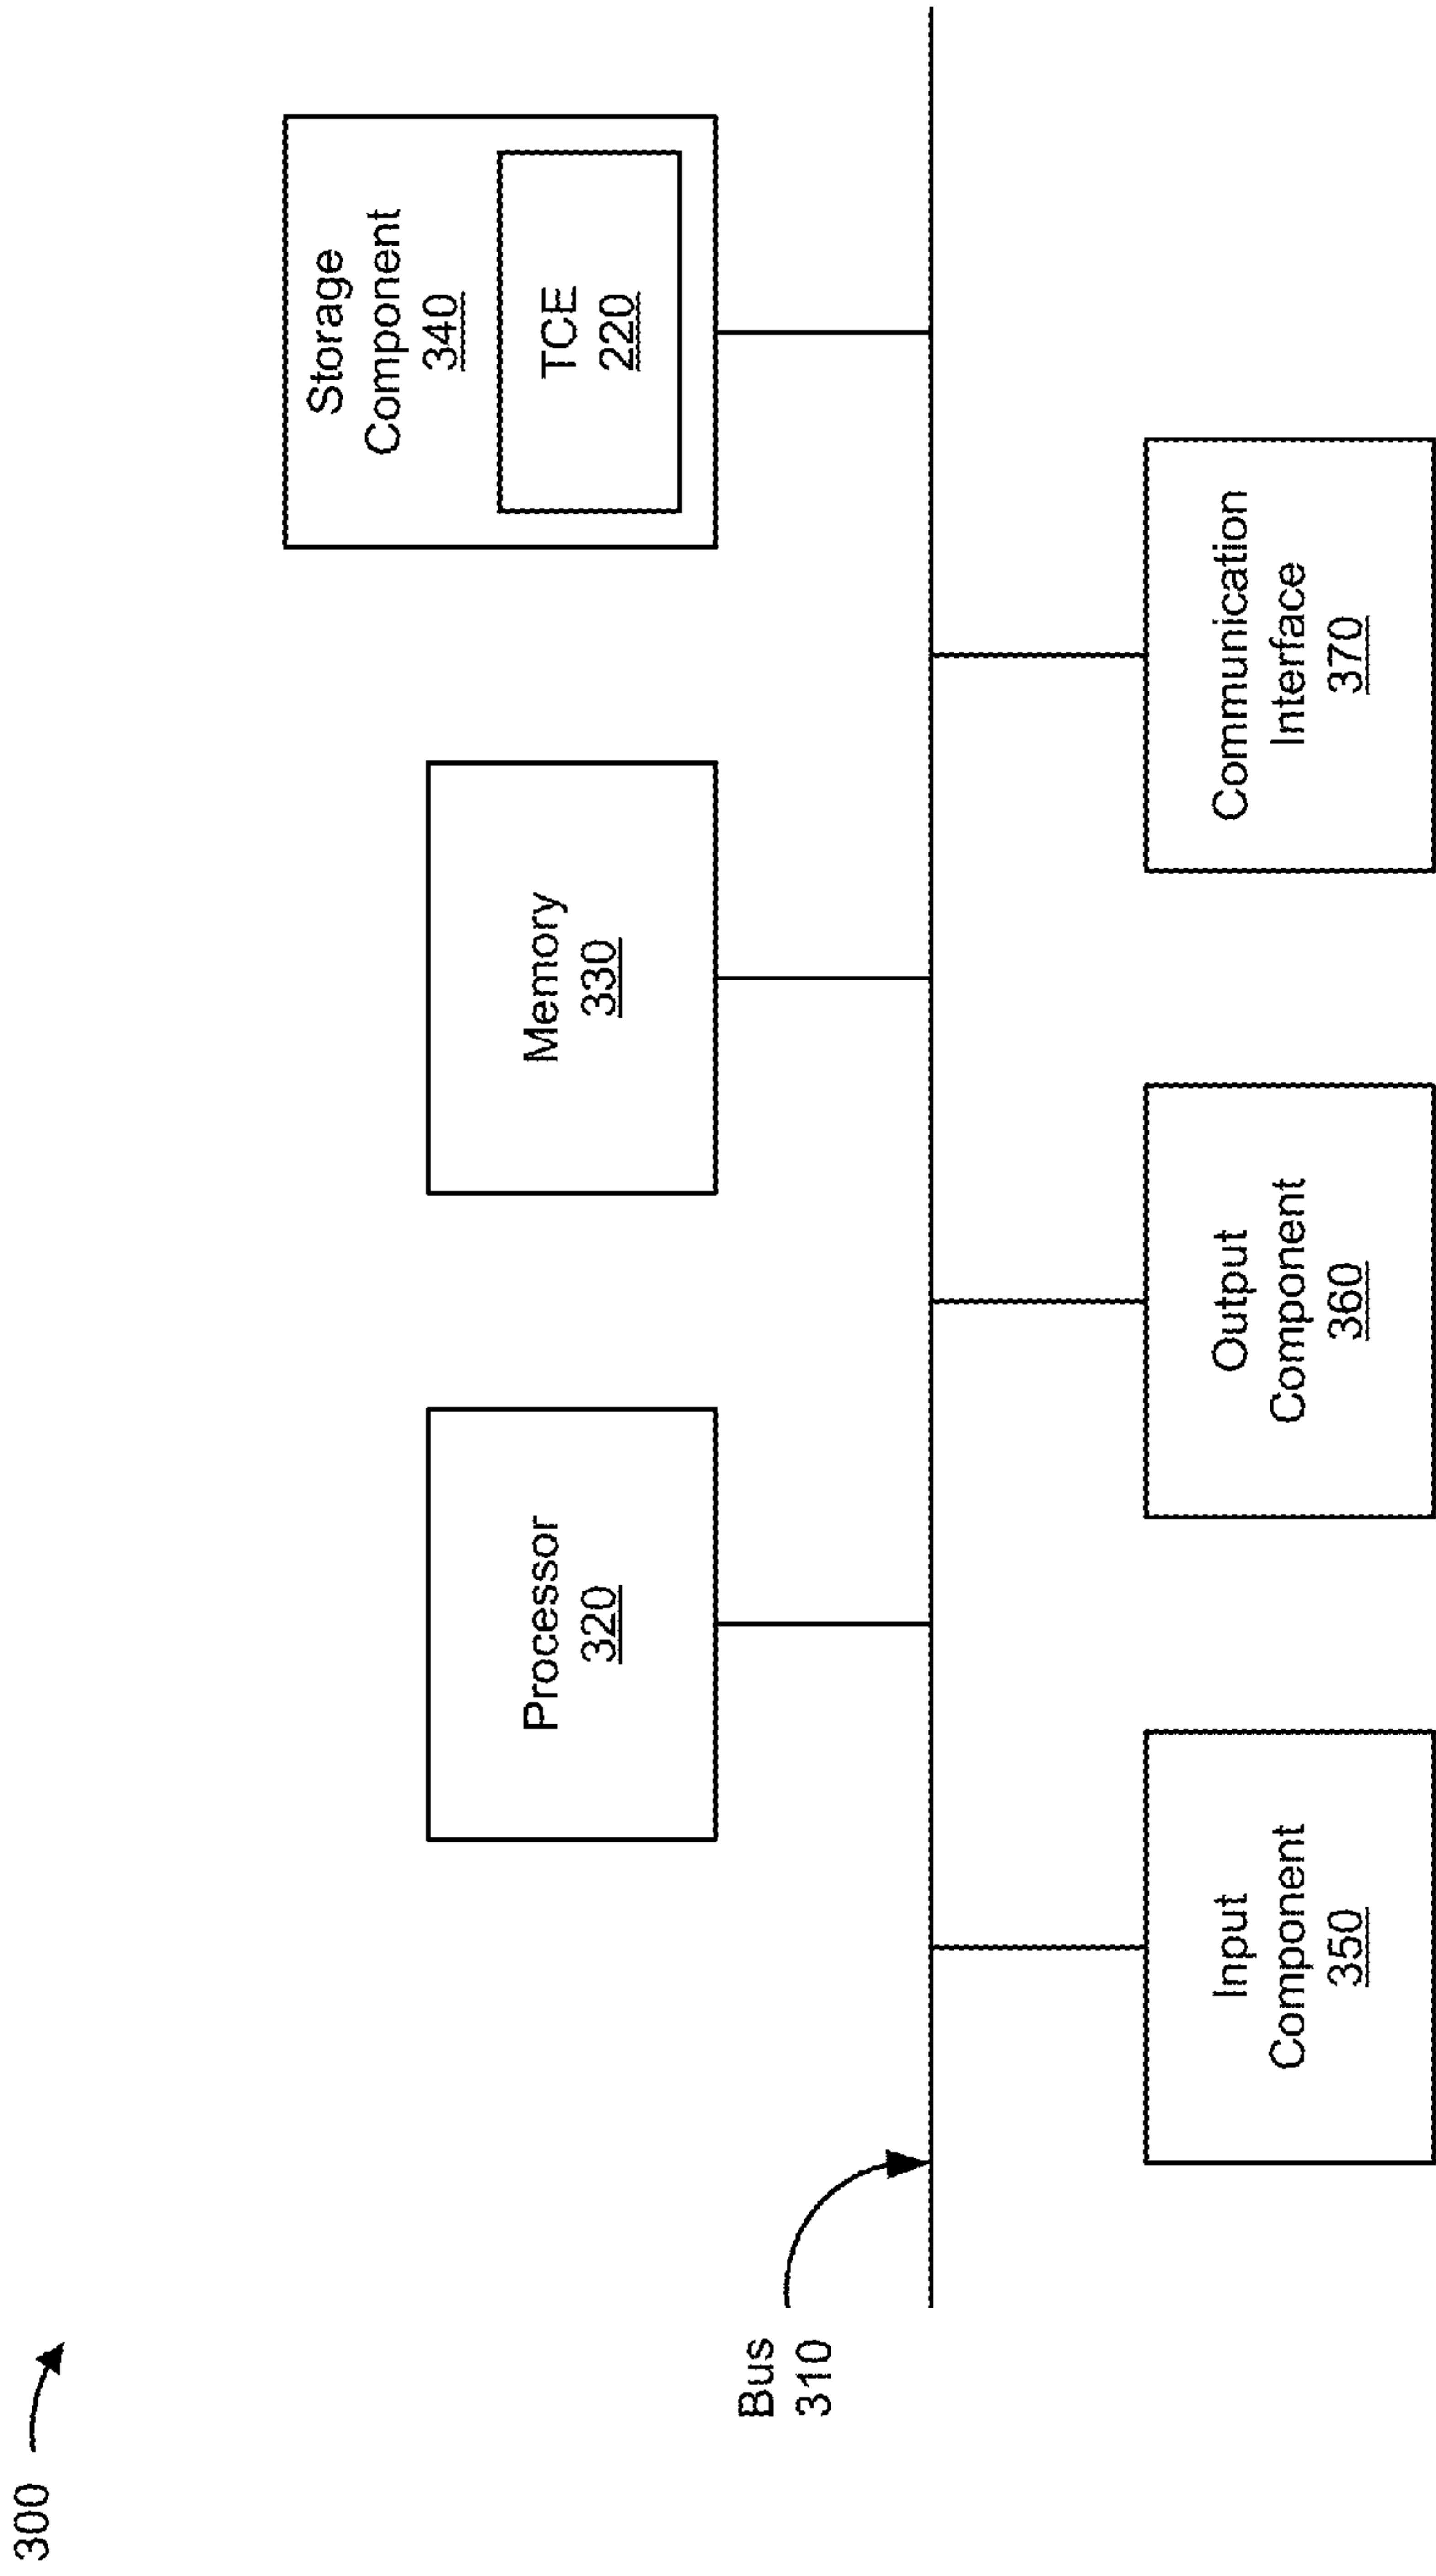 300
Bus
310
Processor
320
Memory
330
Storage
Component
340
TCE
220
Input
Component
350
Output
Component
360
Communication
Interface
370